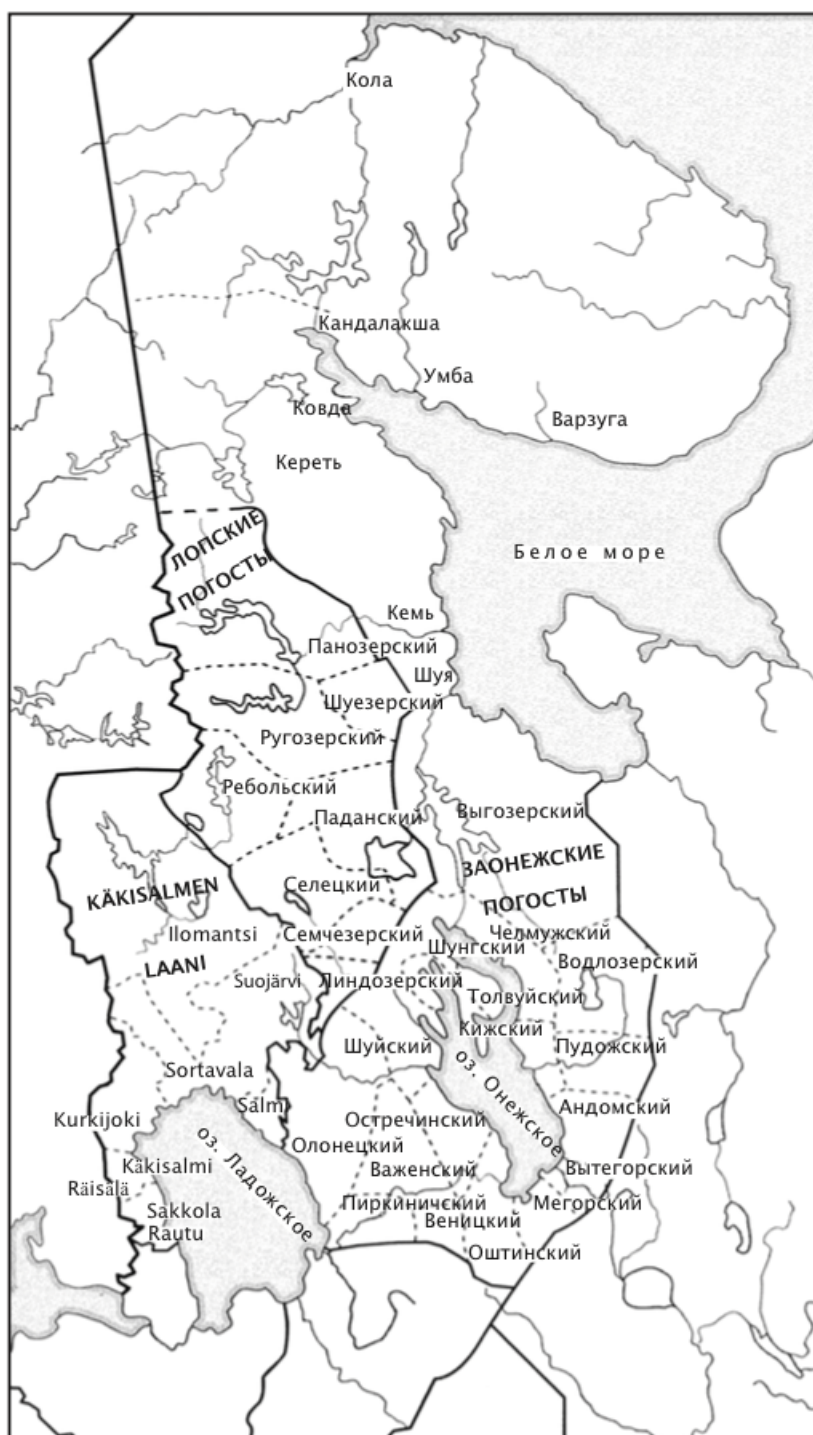 Кола
Кандалакша
Умба
Ковда
Варзуга
Кереть
ЛОПСКИЕ
ПОГОСТЫ
Белое море
Кемь
Панозерский
Шуя
Шуезерский
Ругозерский
Ребольский
Паданский
Выгозерский
ЗАОНЕЖСКИЕ
ПОГОСТЫ
KÄKISALMEN
LAANI
Селецкий
Ilomantsi
Семчезерский
Шунгский
Челмужский
Водлозерский
Suojärvi
Линдозерский
Толвуйский
Кижский
Шуйский
Пудожский
оз. Онежское
Sortavala
Salmi
Андомский
Kurkijoki
Остречинский
оз. Ладожское
Олонецкий
Käkisalmi
Важенский
Вытегорский
Räisälä
Пиркиничский
Мегорский
Sakkola
Rautu
Веницкий
Оштинский